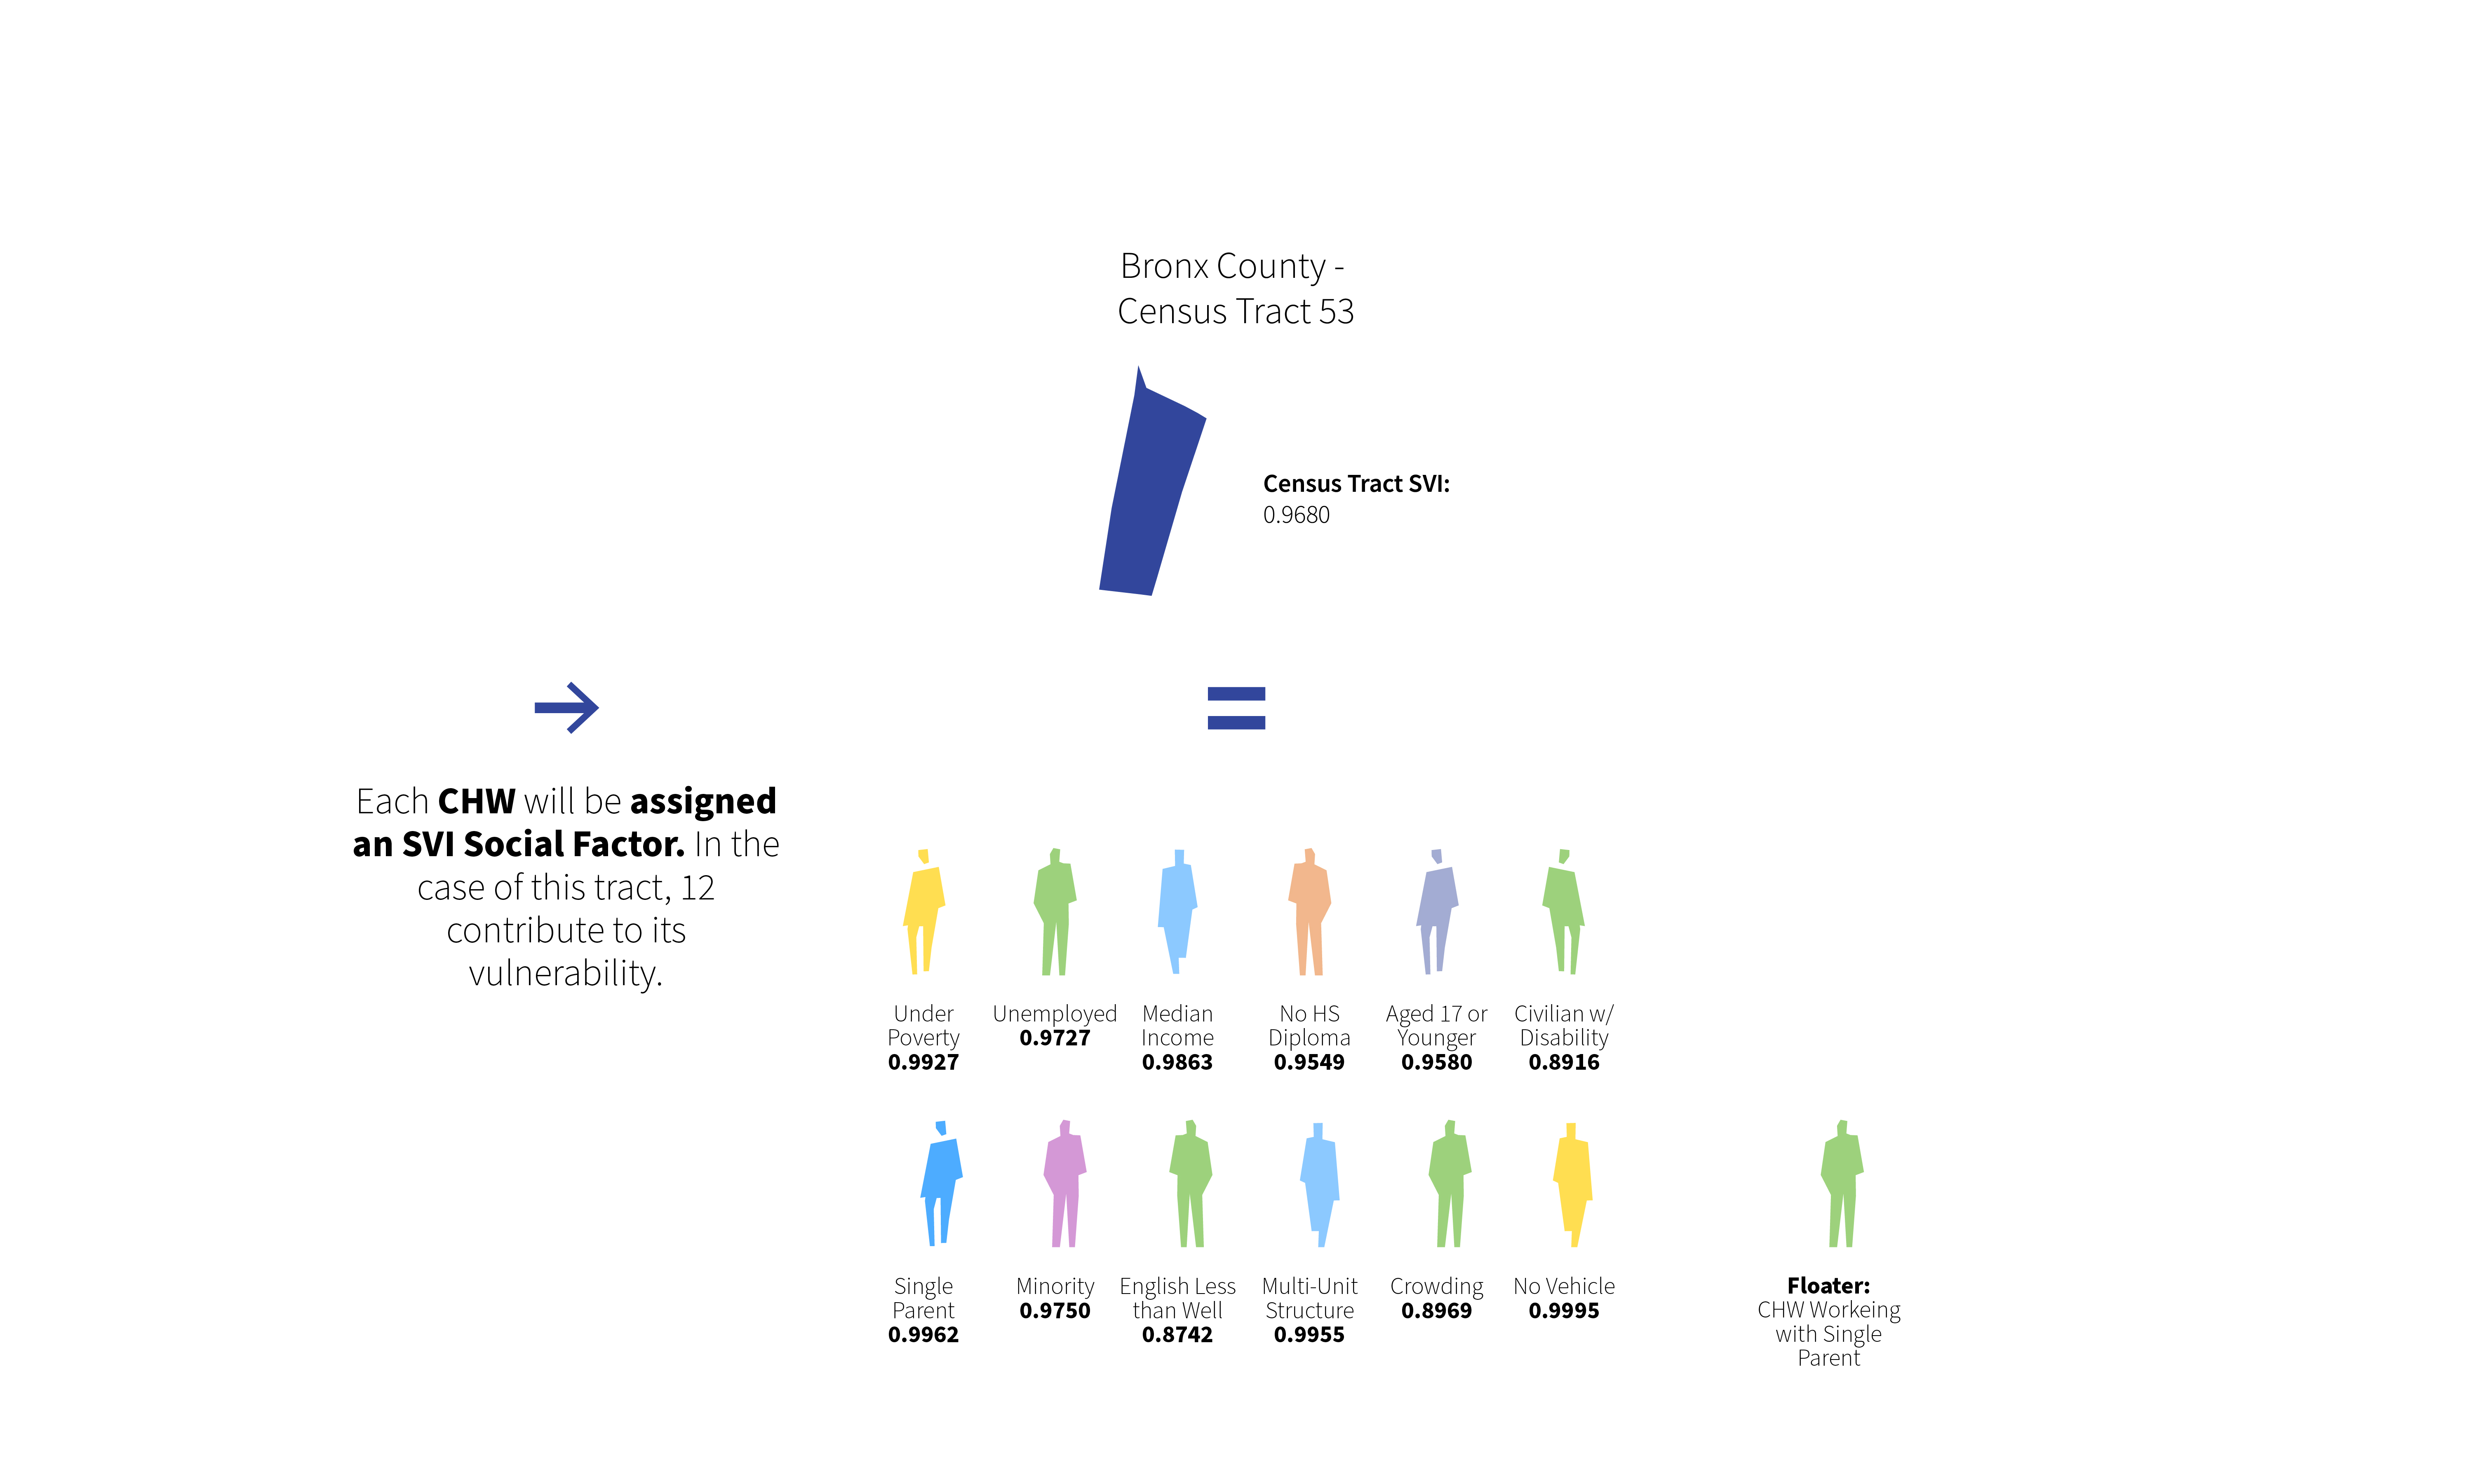 Bronx County -
Census Tract 53
Census Tract SVI:
0.9680
Each CHW will be assigned
an SVI Social Factor. In the
case of this tract, 12
contribute to its
vulnerability.
Under
Poverty
0.9927
Unemployed
0.9727
Median
Income
0.9863
No HS
Diploma
0.9549
Aged 17 or
Younger
0.9580
Civilian w/
Disability
0.8916
Single
Parent
0.9962
Minority
0.9750
English Less
than Well
0.8742
Multi-Unit
Structure
0.9955
Crowding
0.8969
No Vehicle
0.9995
Floater:
CHW Workeing
with Single
Parent